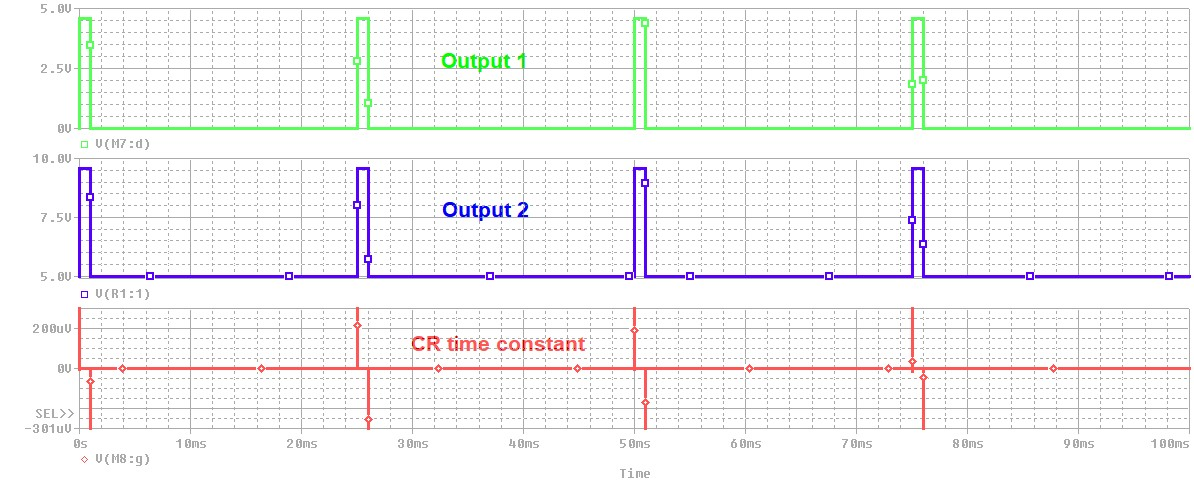 5.0V
Output 1
2.5V
0V
V(M7:d)
10.0V
Output 2
7.5V
5.0V
V(R1:1)
200uV
CR time constant
0V
SEL>>
-301uV
0s 10ms 20ms 30ms 40ms 50ms 60ms 70ms 80ms 90ms 100ms
V(M8:g)
Time